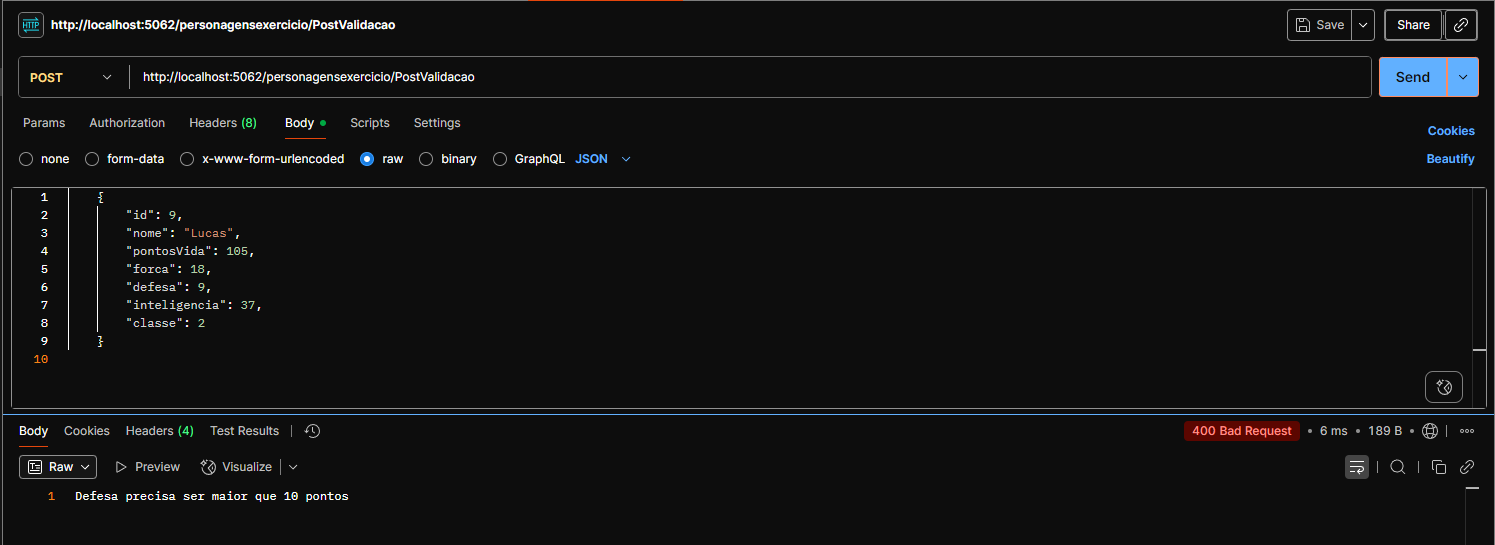 HTTP http://localhost:5062/personagensexercicio/PostValidacao Save Share
POST http://localhost:5062/personagensexercicio/PostValidacao Send
Params Authorization Headers (8) Body Scripts Settings Cookies
none form-data x-www-form-urlencoded raw binary GraphQL JSON Beautify
1 {
2 "id": 9,
3 "nome": "Lucas",
4 "pontosVida": 105,
5 "forca": 18,
6 "defesa": 9,
7 "inteligencia": 37,
8 "classe": 2
9 }
10
Body Cookies Headers (4) Test Results 400 Bad Request • 6 ms • 189 B •
Raw Preview Visualize
1 Defesa precisa ser maior que 10 pontos